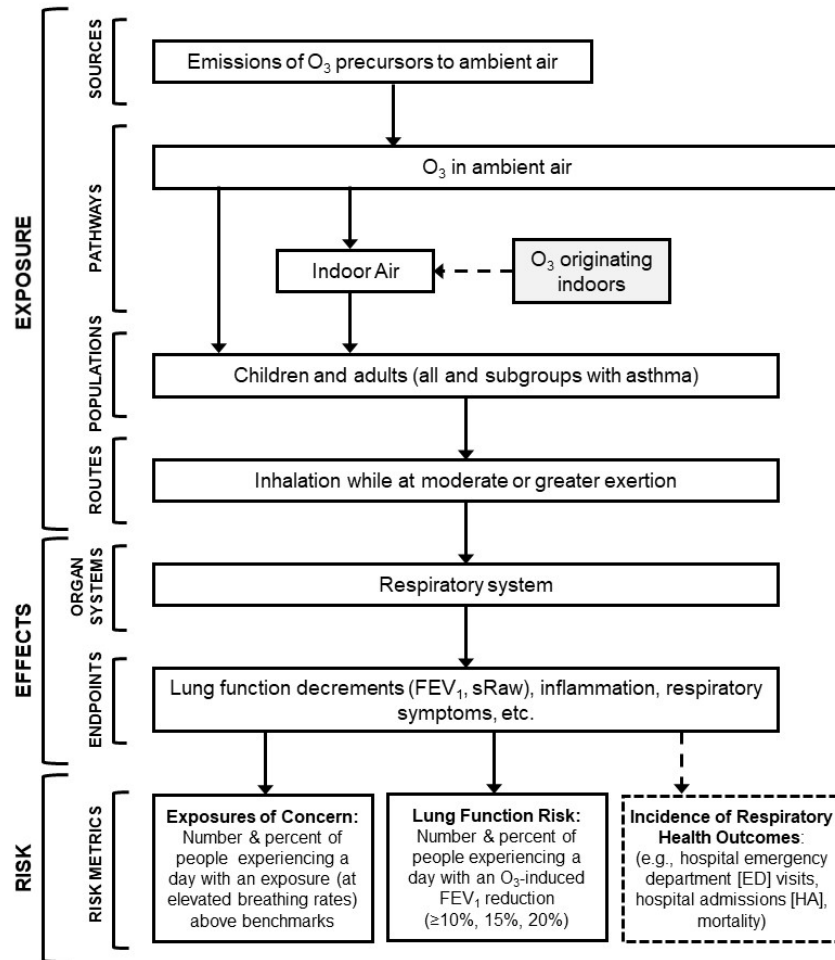 EXPOSURE
SOURCES
Emissions of O₃ precursors to ambient air
PATHWAYS
O₃ in ambient air
Indoor Air
O₃ originating
indoors
POPULATIONS
Children and adults (all and subgroups with asthma)
ROUTES
Inhalation while at moderate or greater exertion
EFFECTS
ORGAN
SYSTEMS
Respiratory system
ENDPOINTS
Lung function decrements (FEV₁, sRaw), inflammation, respiratory
symptoms, etc.
RISK
RISK METRICS
Exposures of Concern:
Number & percent of
people experiencing a
day with an exposure (at
elevated breathing rates)
above benchmarks
Lung Function Risk:
Number & percent of
people experiencing a
day with an O₃-induced
FEV₁ reduction
(≥10%, 15%, 20%)
Incidence of Respiratory
Health Outcomes:
(e.g., hospital emergency
department [ED] visits,
hospital admissions [HA],
mortality)